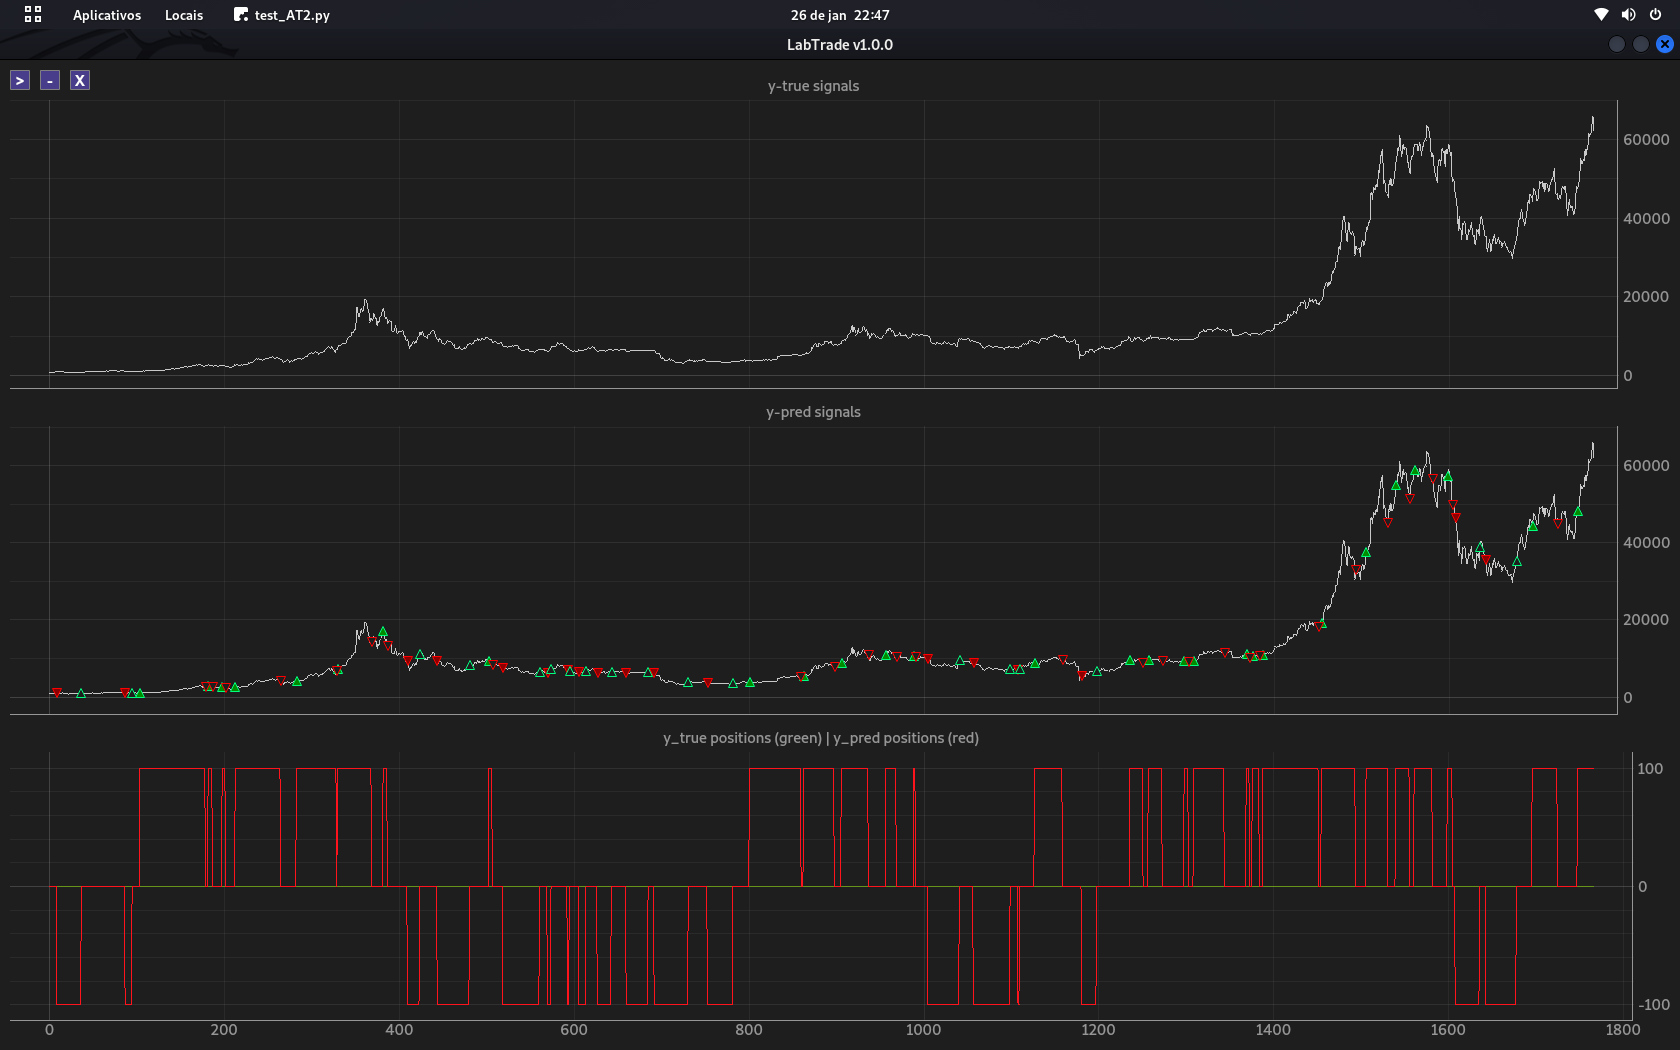 Aplicativos Locais test_AT2.py 26 de jan 22:47
LabTrade v1.0.0
> - X
y-true signals
60000
40000
20000
0
y-pred signals
60000
40000
20000
0
y_true positions (green) | y_pred positions (red)
100
0
-100
0 200 400 600 800 1000 1200 1400 1600 1800